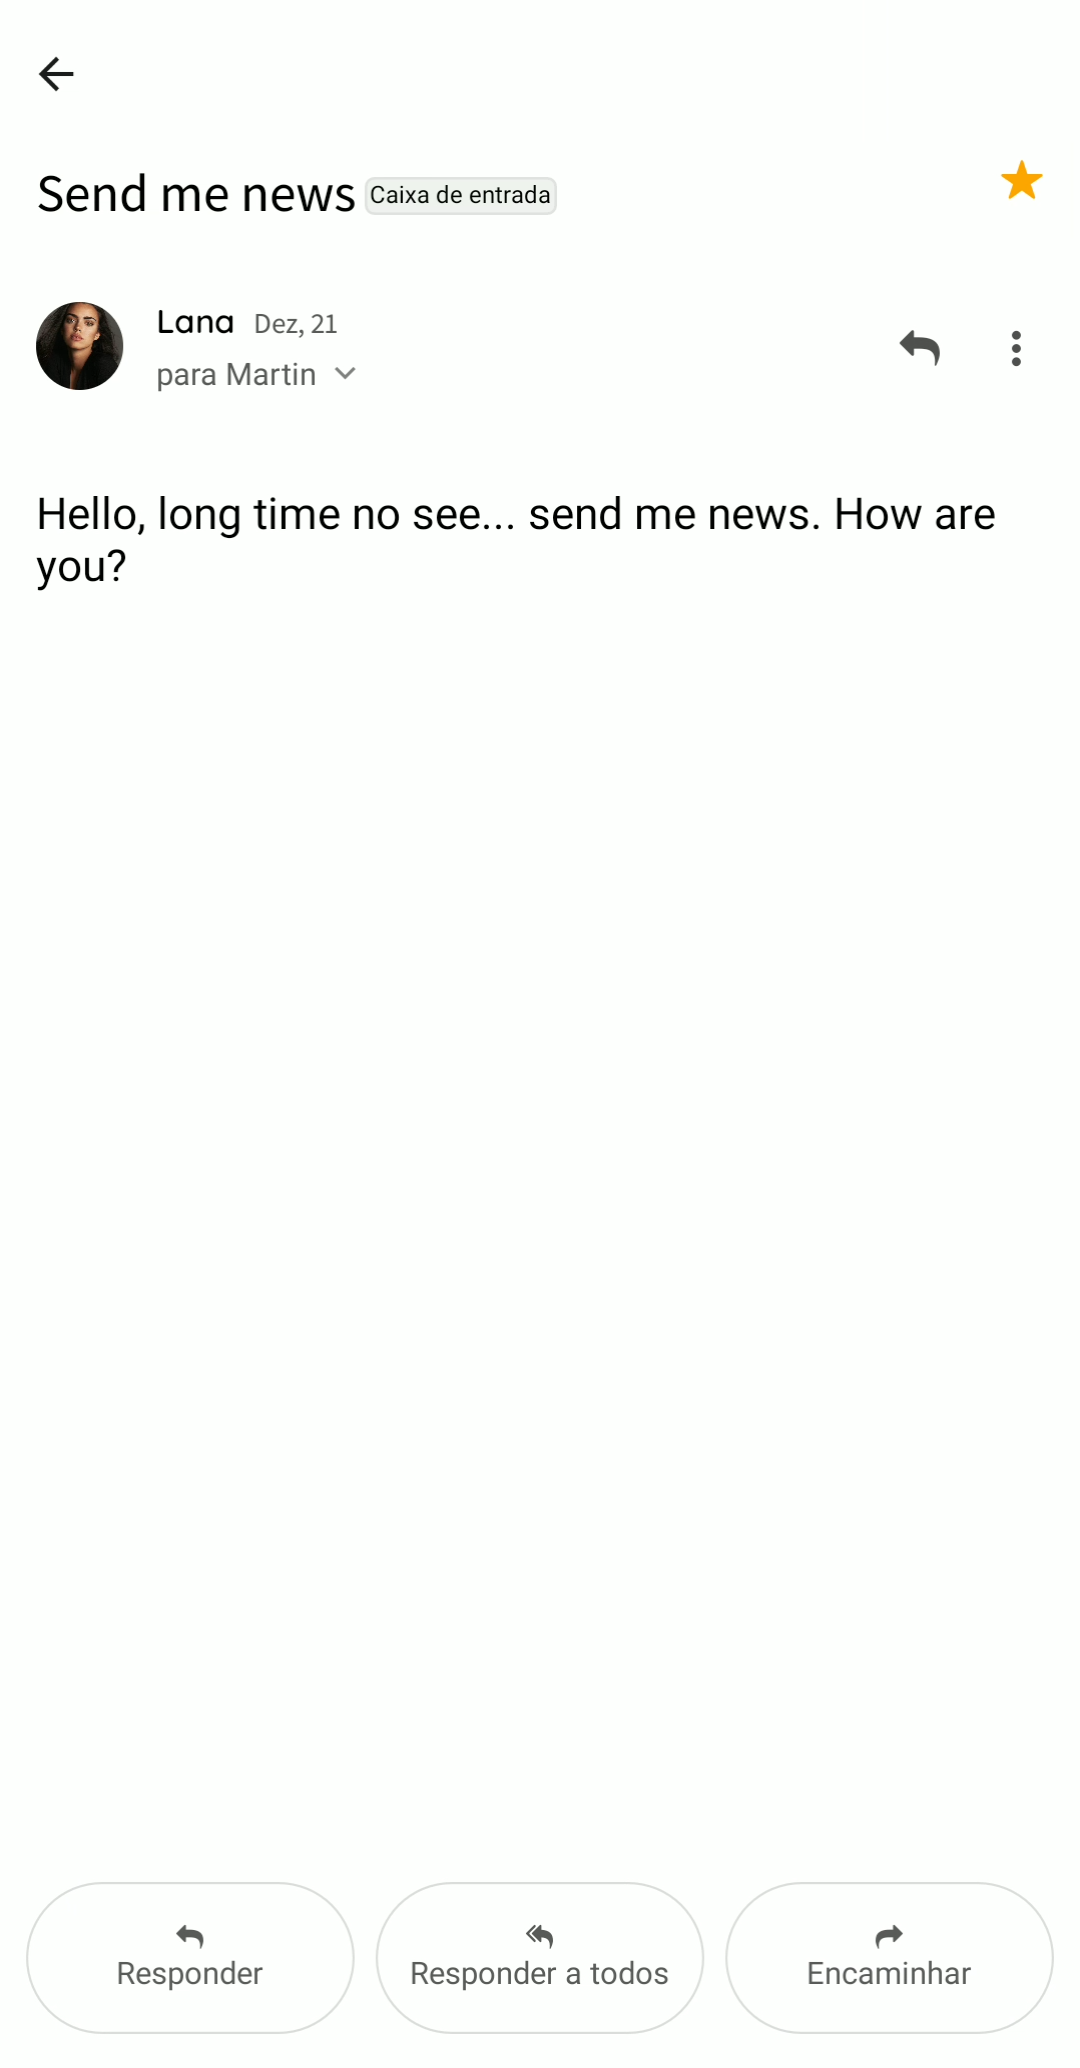 Send me news Caixa de entrada
Lana Dez, 21
para Martin
Hello, long time no see... send me news. How are
you?
Responder
Responder a todos
Encaminhar